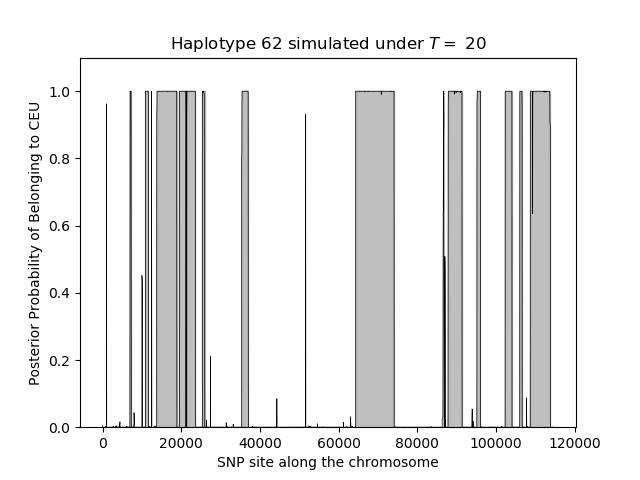 Haplotype 62 simulated under T = 20
Posterior Probability of Belonging to CEU
1.0
0.8
0.6
0.4
0.2
0.0
0 20000 40000 60000 80000 100000 120000
SNP site along the chromosome